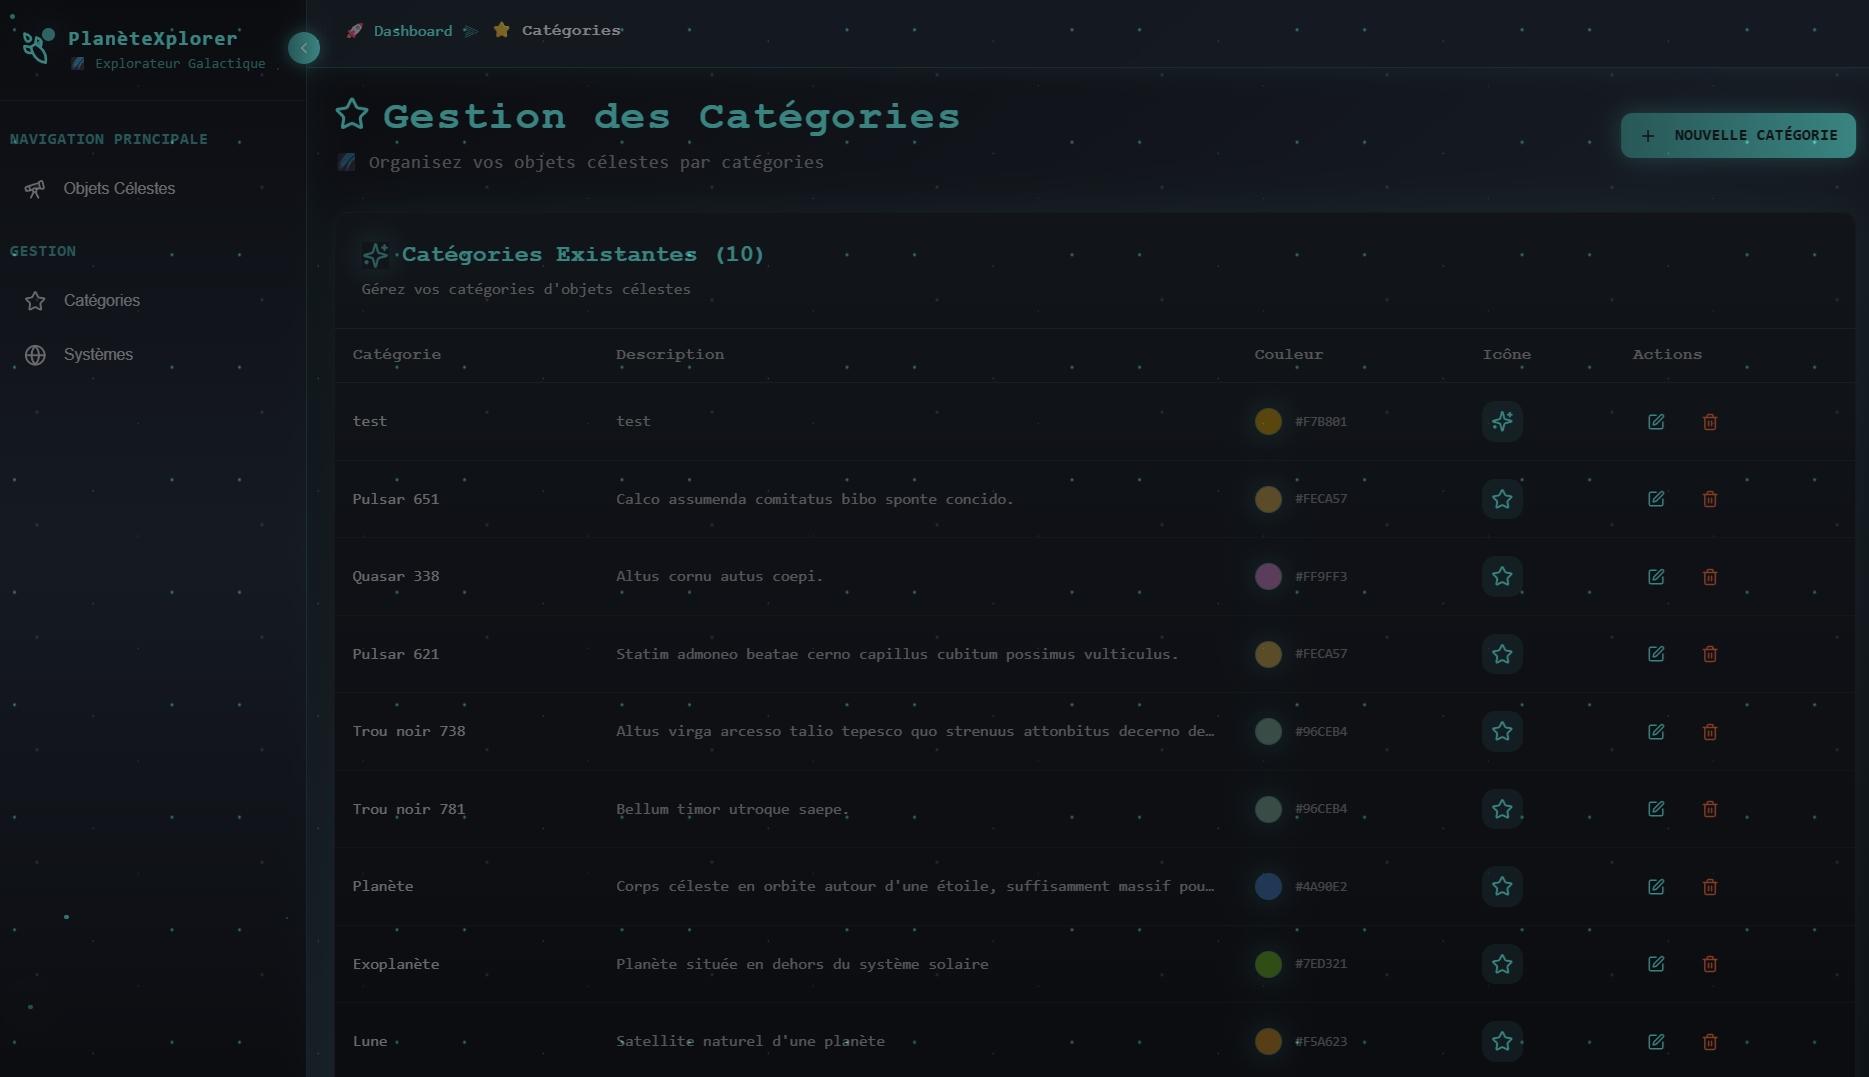 PlanèteXplorer
Explorateur Galactique
NAVIGATION PRINCIPALE
Objets Célestes
GESTION
Catégories
Systèmes
Dashboard
Catégories
Gestion des Catégories
Organisez vos objets célestes par catégories
NOUVELLE CATÉGORIE
Catégories Existantes (10)
Gérez vos catégories d'objets célestes
Catégorie Description Couleur Icône Actions
test test #F7B801
Pulsar 651 Calco assumenda comitatus bibo sponte concido. #FECA57
Quasar 338 Altus cornu autus coepi. #FF9FF3
Pulsar 621 Statim admoneo beatae cerno capillus cubitum possimus vulticulus. #FECA57
Trou noir 738 Altus virga arcesso talio tepesco quo strenuus attonbitus decerno de… #96CEB4
Trou noir 781 Bellum timor utroque saepe. #96CEB4
Planète Corps céleste en orbite autour d'une étoile, suffisamment massif pou… #4A90E2
Exoplanète Planète située en dehors du système solaire #7ED321
Lune Satellite naturel d'une planète #F5A623